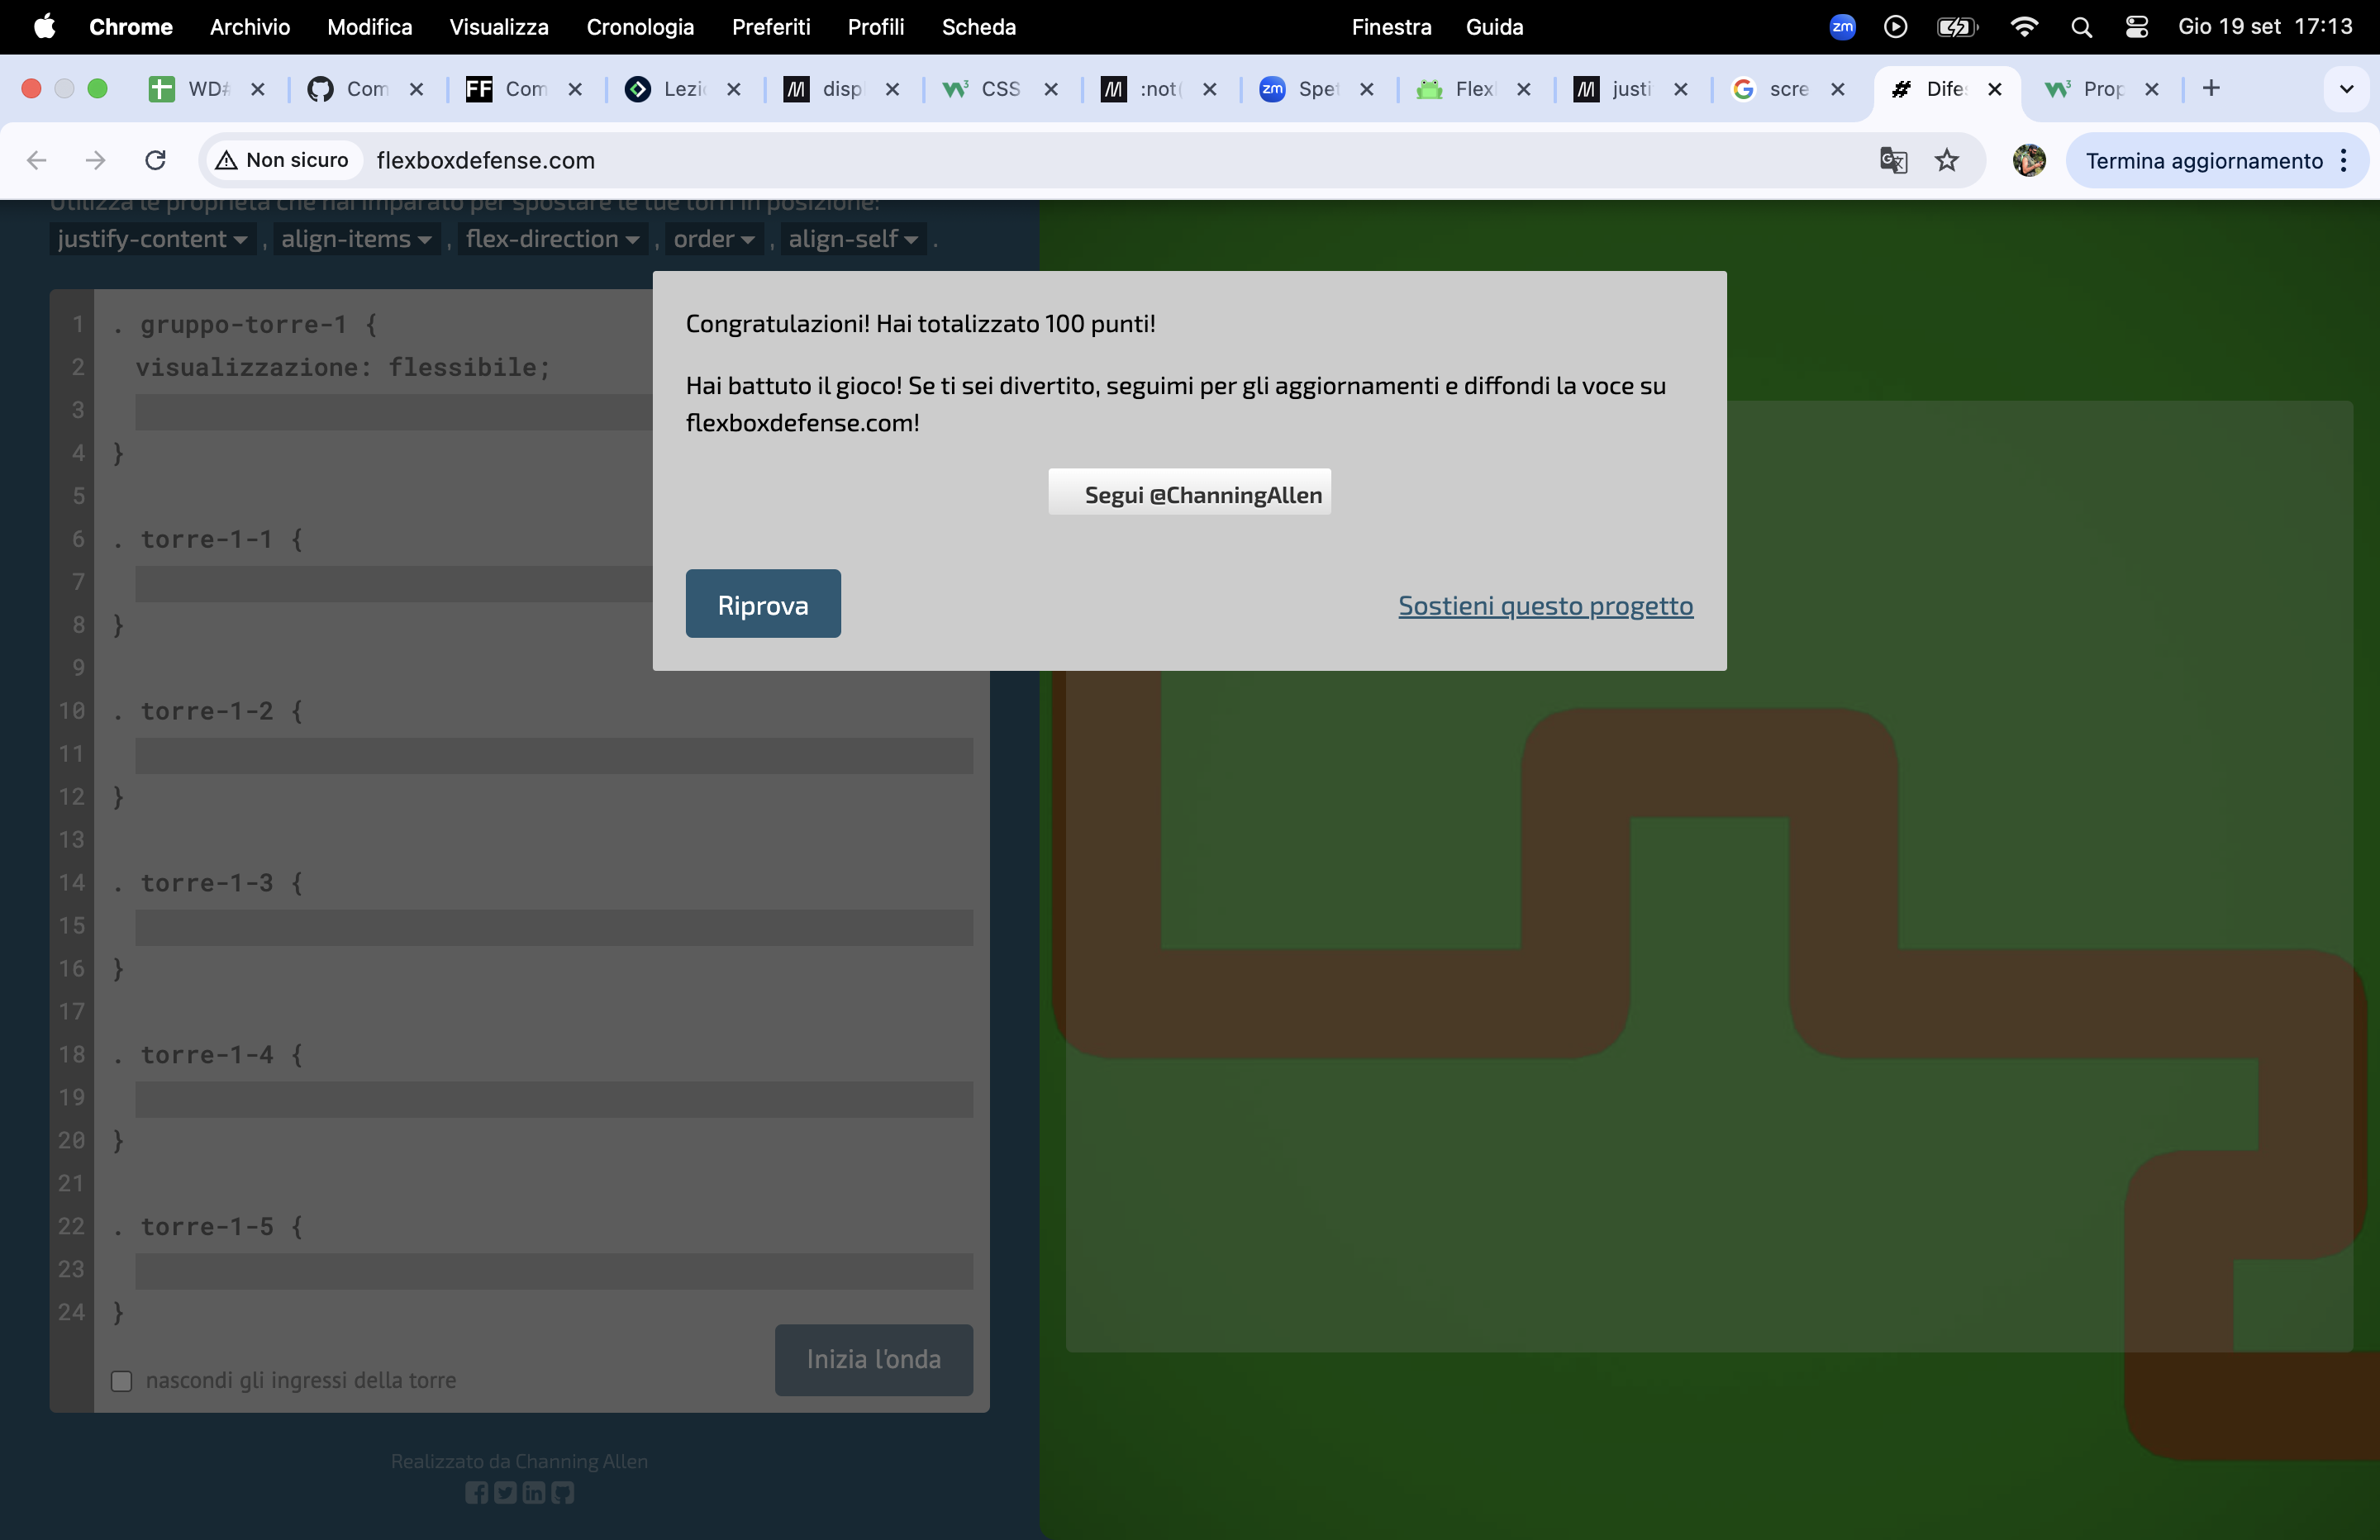 Chrome Archivio Modifica Visualizza Cronologia Preferiti Profili Scheda Finestra Guida zm Gio 19 set 17:13
WD# Com FF Com Lezi disp CSS :not( zm Spet Flex justi scre # Dife Prop
Non sicuro flexboxdefense.com Termina aggiornamento
Utilizza le proprietà che hai imparato per spostare le tue torri in posizione:
justify-content , align-items , flex-direction , order , align-self .
1 . gruppo-torre-1 {
2 visualizzazione: flessibile;
3
4 }
5
6 . torre-1-1 {
7
8 }
9
10 . torre-1-2 {
11
12 }
13
14 . torre-1-3 {
15
16 }
17
18 . torre-1-4 {
19
20 }
21
22 . torre-1-5 {
23
24 }
nascondi gli ingressi della torre
Inizia l'onda
Realizzato da Channing Allen
Congratulazioni! Hai totalizzato 100 punti!
Hai battuto il gioco! Se ti sei divertito, seguimi per gli aggiornamenti e diffondi la voce su
flexboxdefense.com!
Segui @ChanningAllen
Riprova
Sostieni questo progetto